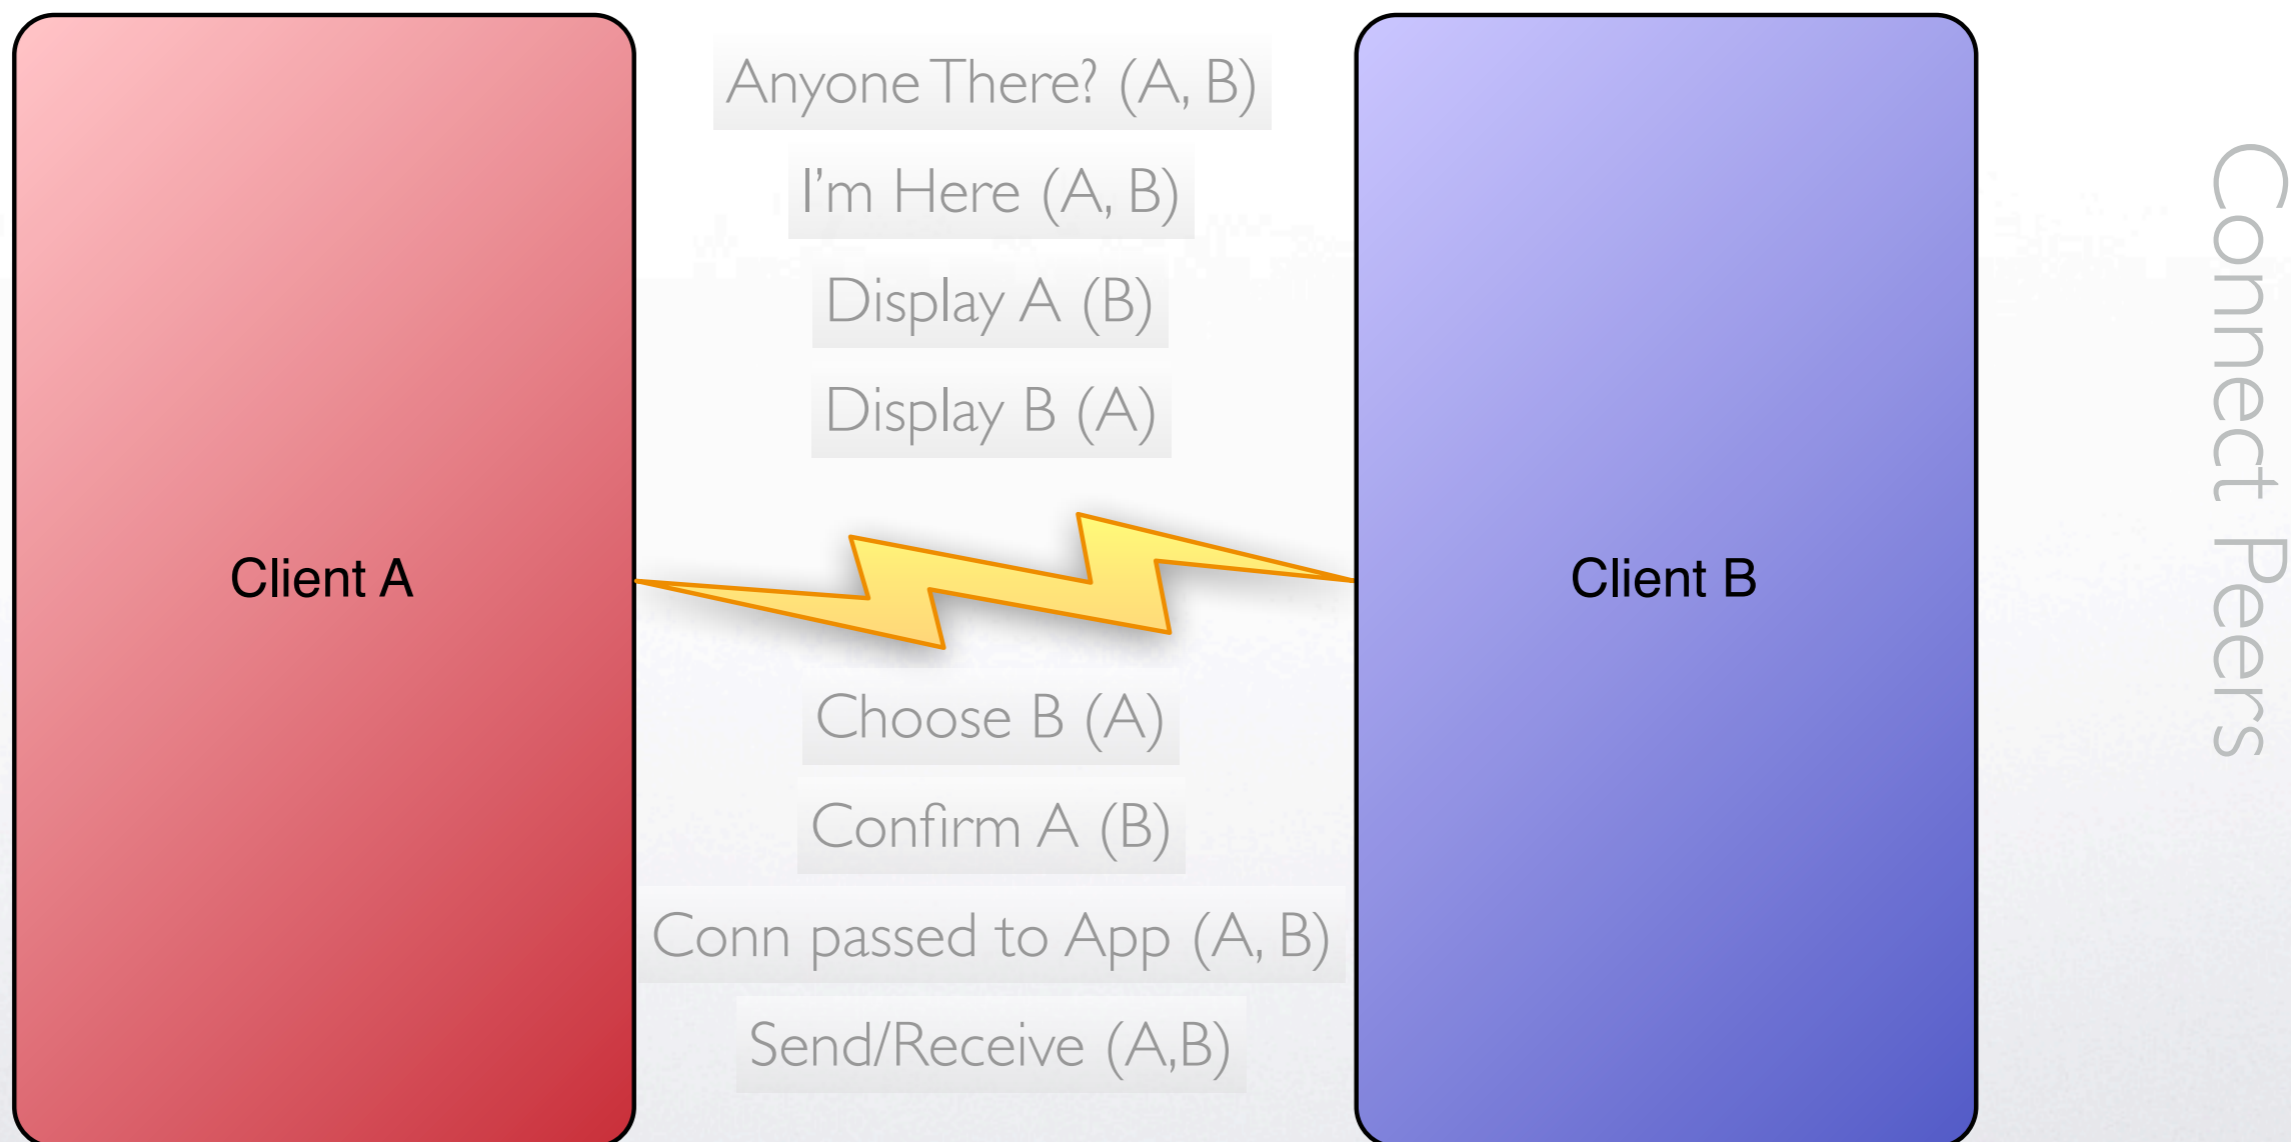 Anyone There? (A, B)
I'm Here (A, B)
Display A (B)
Display B (A)
Client A
Client B
Choose B (A)
Confirm A (B)
Conn passed to App (A, B)
Send/Receive (A,B)
Connect Peers